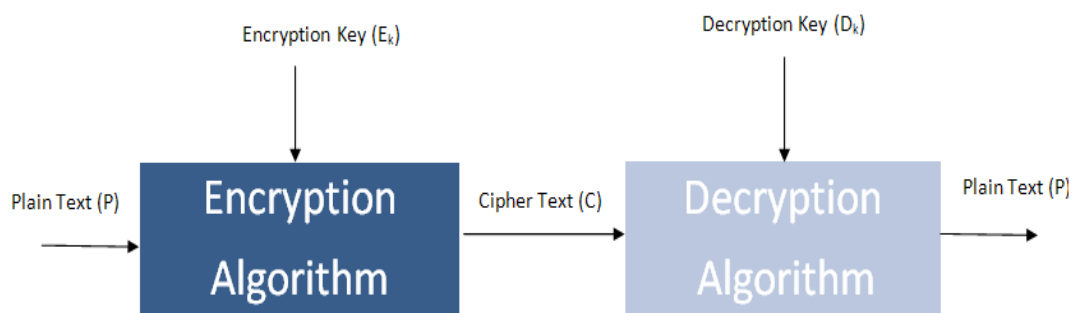 Encryption Key (Eₖ)
Decryption Key (Dₖ)
Plain Text (P)
Encryption
Algorithm
Cipher Text (C)
Decryption
Algorithm
Plain Text (P)